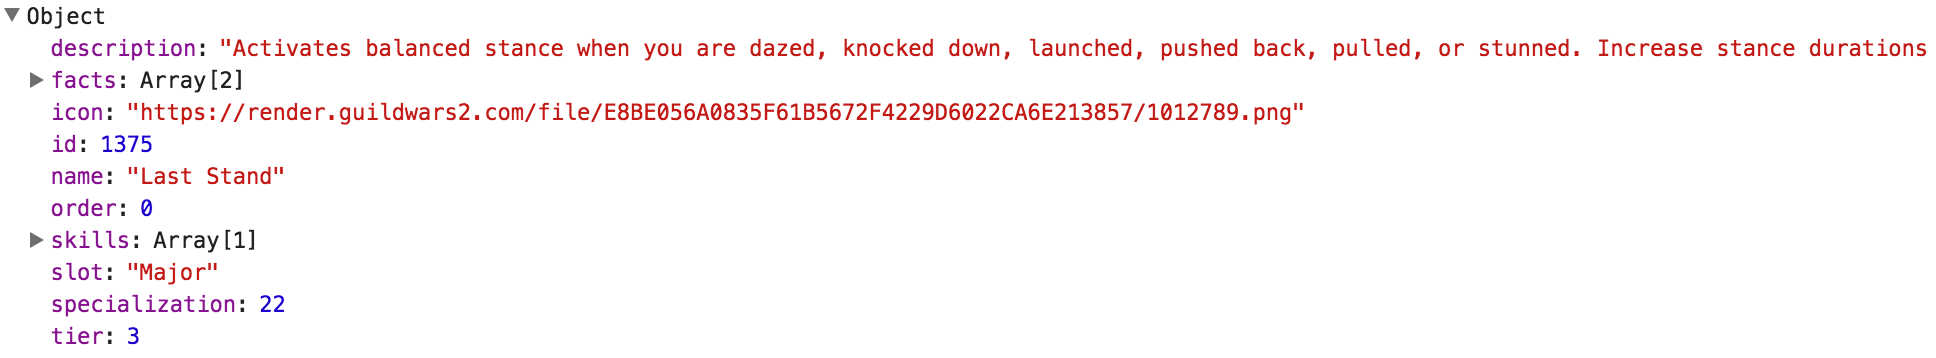 Object
description: "Activates balanced stance when you are dazed, knocked down, launched, pushed back, pulled, or stunned. Increase stance durations
facts: Array[2]
icon: "https://render.guildwars2.com/file/E8BE056A0835F61B5672F4229D6022CA6E213857/1012789.png"
id: 1375
name: "Last Stand"
order: 0
skills: Array[1]
slot: "Major"
specialization: 22
tier: 3